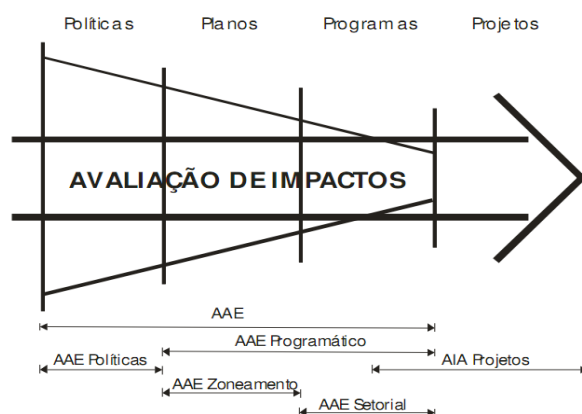 Políticas Planos Programas Projetos
AVALIAÇÃO DE IMPACTOS
AAE
AAE Programático
AAE Políticas AIA Projetos
AAE Zoneamento
AAE Setorial